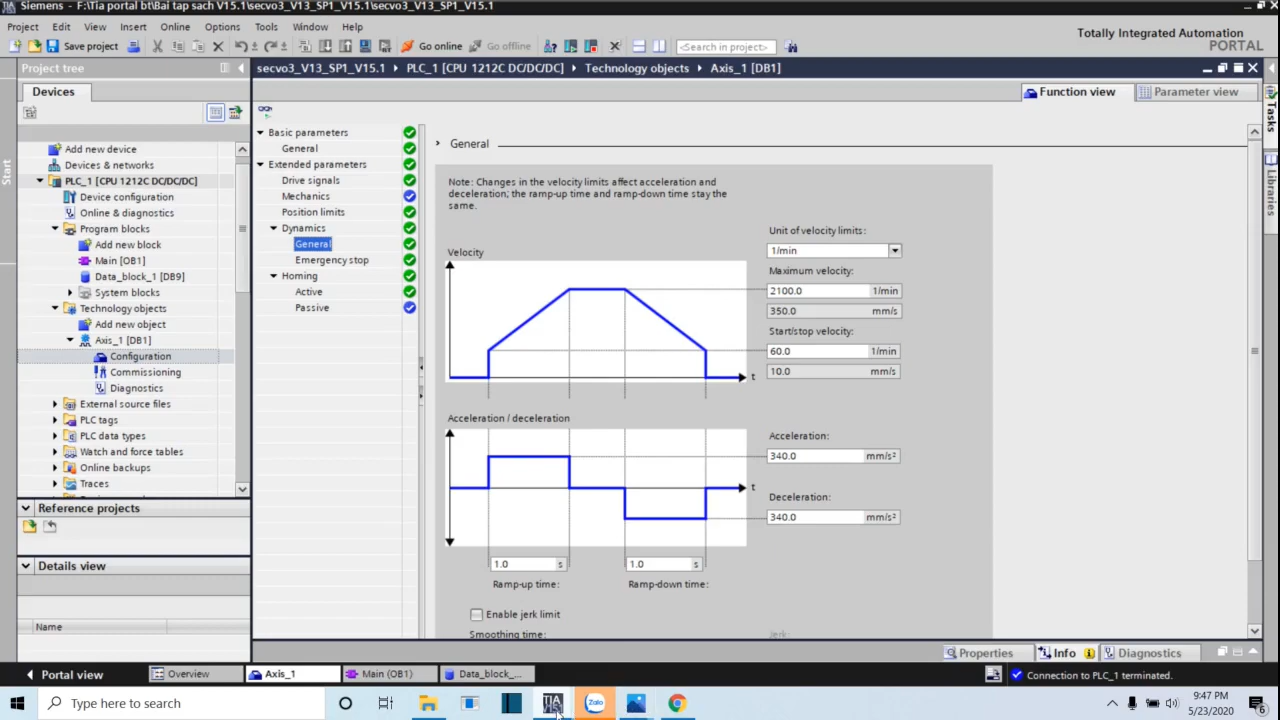 Siemens - F:\Tia portal bt\Bai tap sach V15.1\secvo3_V13_SP1_V15.1\secvo3_V13_SP1_V15.1
Project Edit View Insert Online Options Tools Window Help
Save project Go online Go offline <Search in project>
Totally Integrated Automation
PORTAL
Project tree
secvo3_V13_SP1_V15.1 PLC_1 [CPU 1212C DC/DC/DC] Technology objects Axis_1 [DB1]
Devices
Function view
Parameter view
Add new device
Devices & networks
PLC_1 [CPU 1212C DC/DC/DC]
Device configuration
Online & diagnostics
Program blocks
Add new block
Main [OB1]
Data_block_1 [DB9]
System blocks
Technology objects
Add new object
Axis_1 [DB1]
Configuration
Commissioning
Diagnostics
External source files
PLC tags
PLC data types
Watch and force tables
Online backups
Traces
Reference projects
Details view
Name
Start
Basic parameters
General
Extended parameters
Drive signals
Mechanics
Position limits
Dynamics
General
Emergency stop
Homing
Active
Passive
General
Note: Changes in the velocity limits affect acceleration and
deceleration; the ramp-up time and ramp-down time stay the
same.
Unit of velocity limits:
1/min
Velocity
Maximum velocity:
2100.0 1/min
350.0 mm/s
Start/stop velocity:
60.0 1/min
10.0 mm/s
t
Acceleration / deceleration
Acceleration:
340.0 mm/s²
t
Deceleration:
340.0 mm/s²
1.0 s
1.0 s
Ramp-up time:
Ramp-down time:
Enable jerk limit
Smoothing time:
Jerk:
Tasks
Libraries
Properties Info Diagnostics
Portal view Overview Axis_1 Main (OB1) Data_block_...
Connection to PLC_1 terminated.
Type here to search
TIA
Zalo
9:47 PM
5/23/2020
6